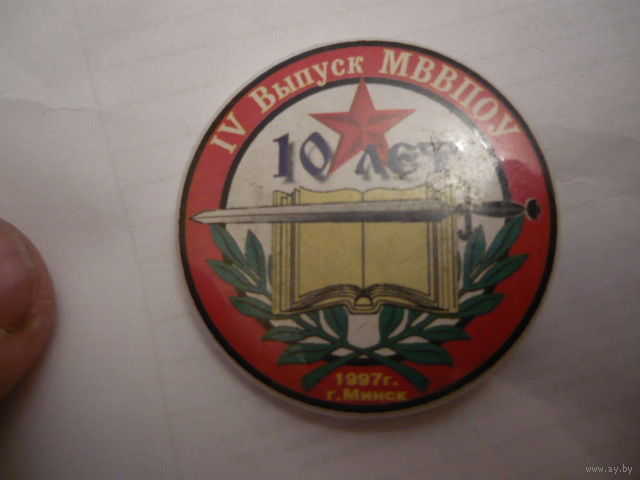 IV Выпуск МВВПОУ
10 лет
1997г.
г.Минск
www.ay.by